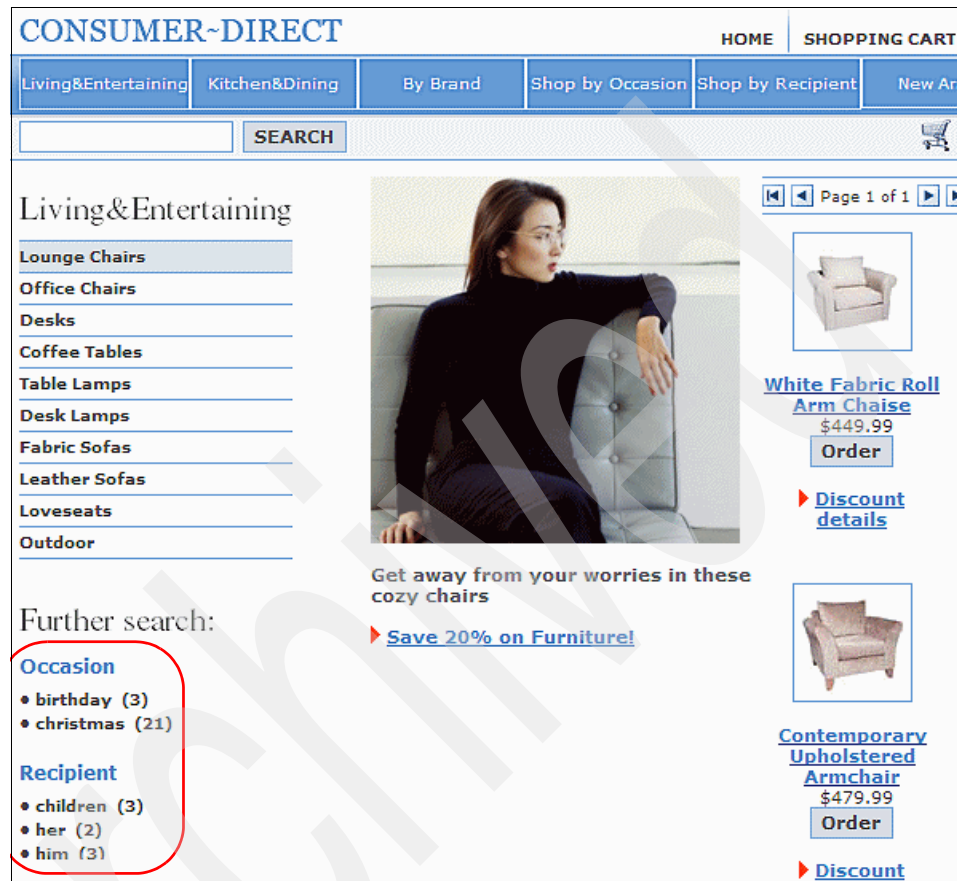 CONSUMER~DIRECT
HOME
SHOPPING CART
Living&Entertaining
Kitchen&Dining
By Brand
Shop by Occasion
Shop by Recipient
New Ar
SEARCH
Living&Entertaining
Lounge Chairs
Office Chairs
Desks
Coffee Tables
Table Lamps
Desk Lamps
Fabric Sofas
Leather Sofas
Loveseats
Outdoor
Further search:
Occasion
• birthday (3)
• christmas (21)
Recipient
• children (3)
• her (2)
• him (3)
Get away from your worries in these
cozy chairs
Save 20% on Furniture!
Page 1 of 1
White Fabric Roll
Arm Chaise
$449.99
Order
Discount
details
Contemporary
Upholstered
Armchair
$479.99
Order
Discount
rchived